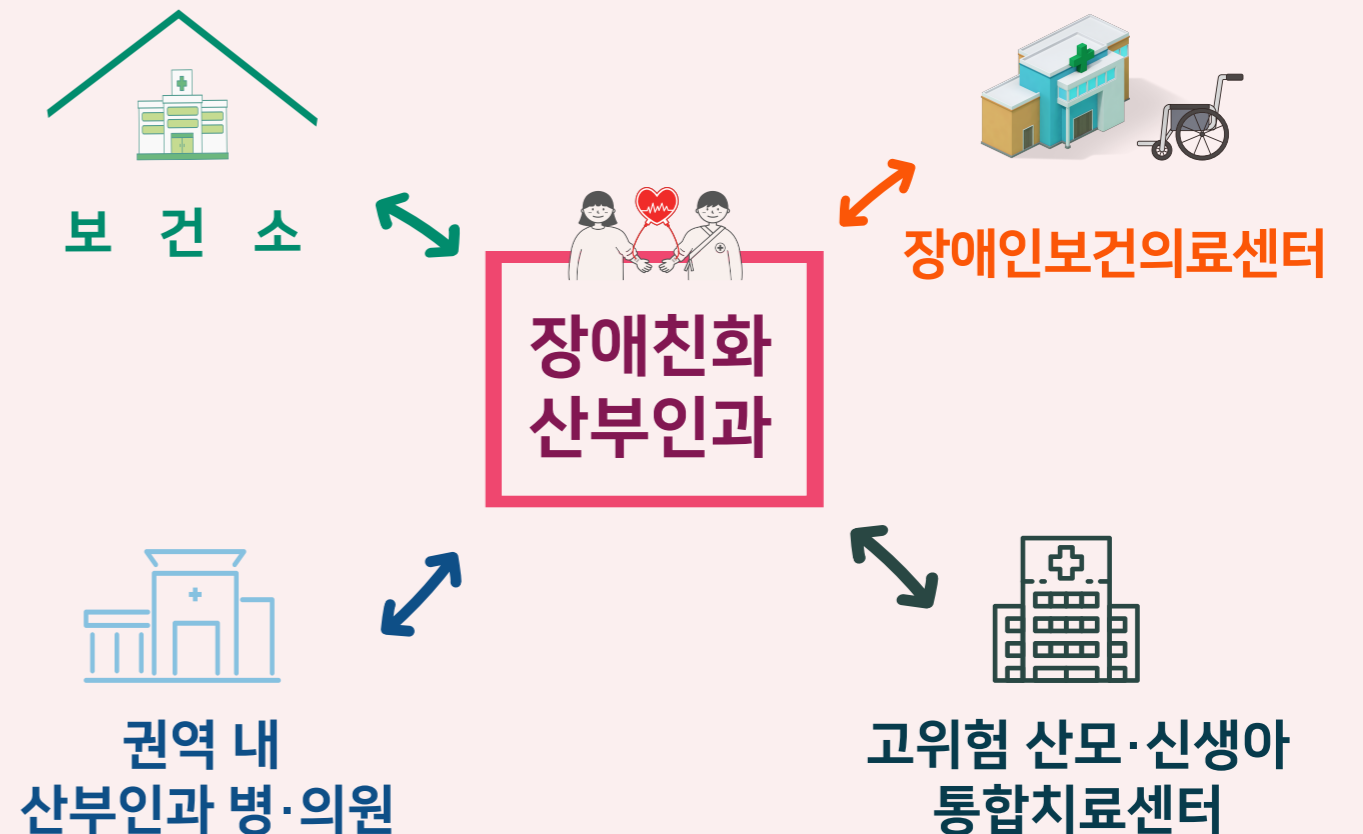 보 건 소
장애인보건의료센터
장애친화
산부인과
권역 내
산부인과 병·의원
고위험 산모·신생아
통합치료센터